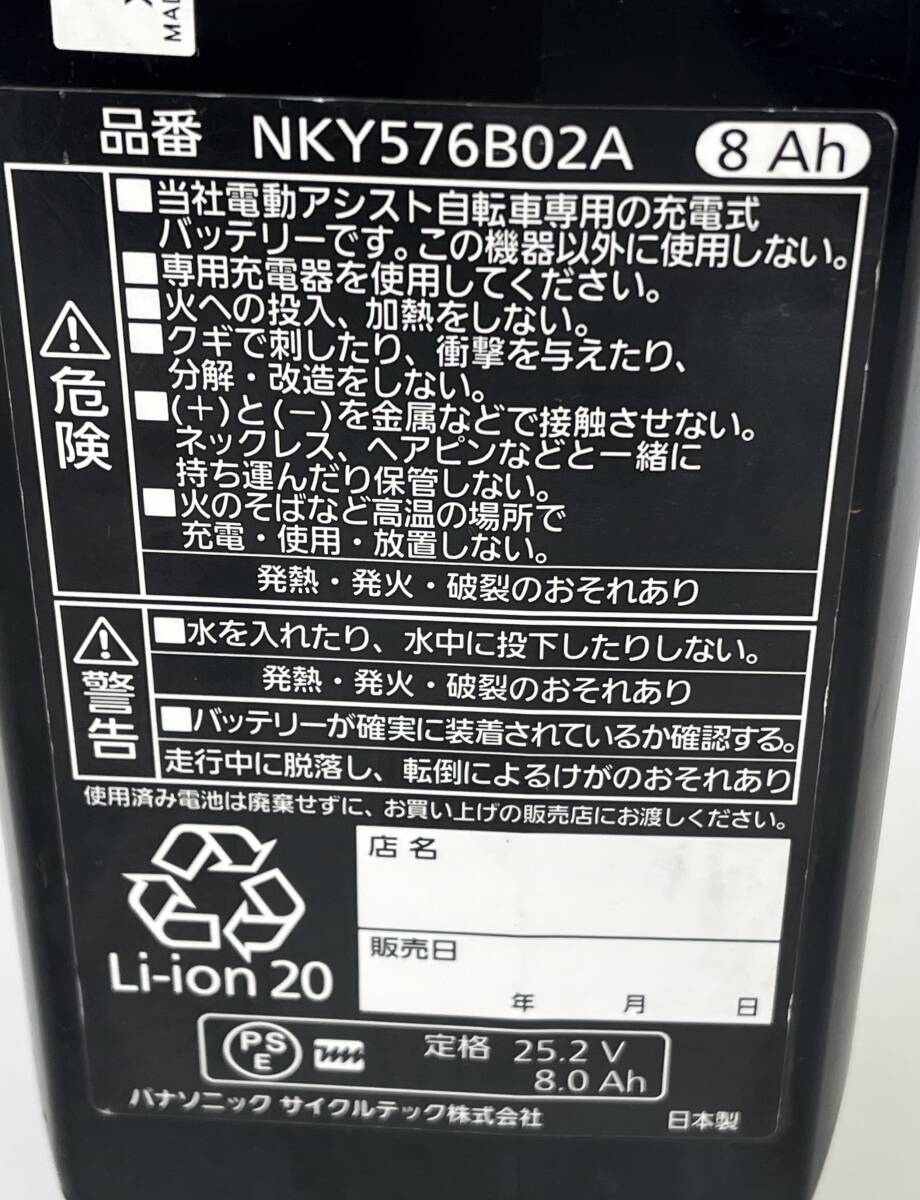 MAD
品番 NKY576B02A 8 Ah
■当社電動アシスト自転車専用の充電式
バッテリーです。この機器以外に使用しない。
■専用充電器を使用してください。
■火への投入、加熱をしない。
■クギで刺したり、衝撃を与えたり、
分解・改造をしない。
■(+)と(−)を金属などで接触させない。
ネックレス、ヘアピンなどと一緒に
持ち運んだり保管しない。
■火のそばなど高温の場所で
充電・使用・放置しない。
危険
発熱・発火・破裂のおそれあり
■水を入れたり、水中に投下したりしない。
発熱・発火・破裂のおそれあり
警告
■バッテリーが確実に装着されているか確認する。
走行中に脱落し、転倒によるけがのおそれあり
使用済み電池は廃棄せずに、お買い上げの販売店にお渡しください。
店名
販売日
年 月 日
Li-ion 20
PS
E
定格 25.2 V
8.0 Ah
パナソニック サイクルテック株式会社 日本製